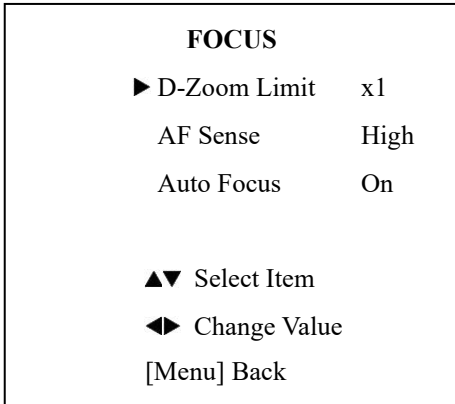 FOCUS
▶ D-Zoom Limit x1
AF Sense High
Auto Focus On
▲▼ Select Item
◀▶ Change Value
[Menu] Back